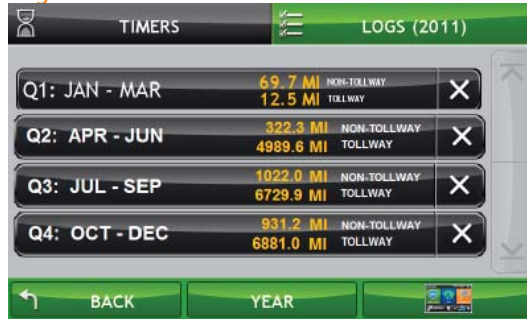 TIMERS
LOGS (2011)
Q1: JAN - MAR
69.7 MI NON-TOLLWAY
12.5 MI TOLLWAY
Q2: APR - JUN
322.3 MI NON-TOLLWAY
4989.6 MI TOLLWAY
Q3: JUL - SEP
1022.0 MI NON-TOLLWAY
6729.9 MI TOLLWAY
Q4: OCT - DEC
931.2 MI NON-TOLLWAY
6881.0 MI TOLLWAY
BACK
YEAR